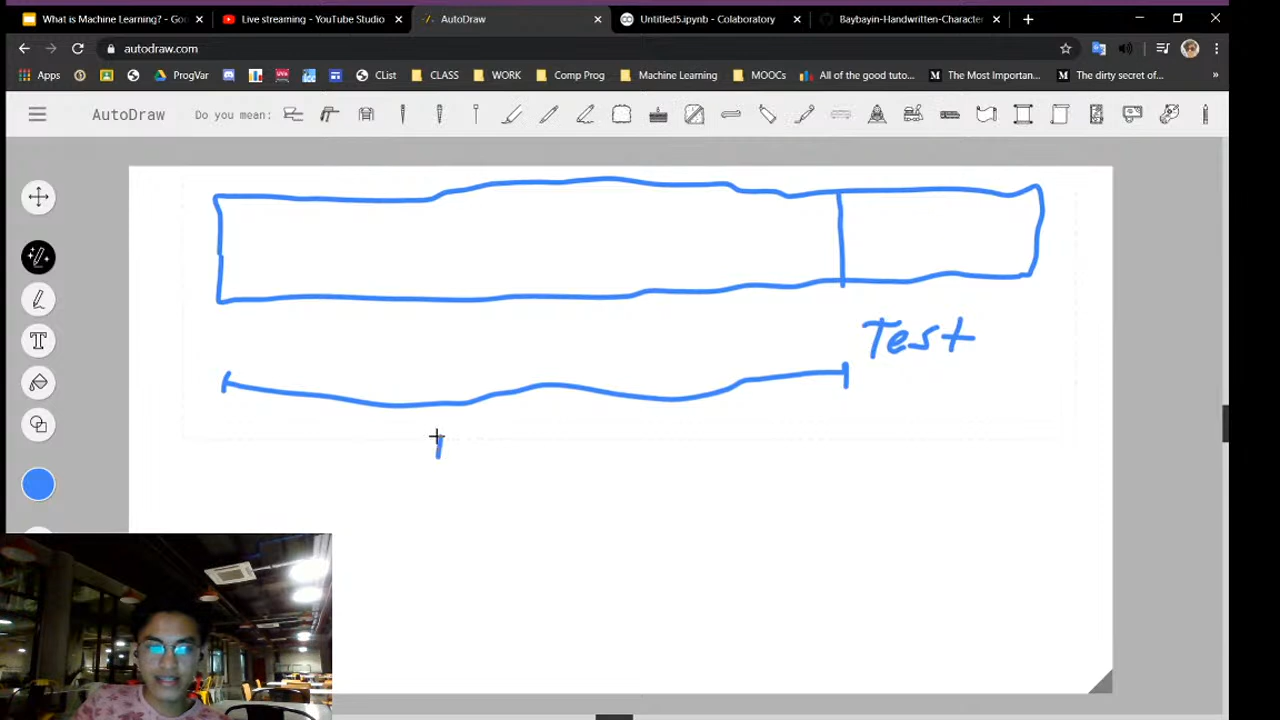 What is Machine Learning? - Goo
Live streaming - YouTube Studio
AutoDraw
Untitled5.ipynb - Colaboratory
Baybayin-Handwritten-Character
autodraw.com
Apps
ProgVar
CList
CLASS
WORK
Comp Prog
Machine Learning
MOOCs
All of the good tuto...
The Most Importan...
The dirty secret of...
AutoDraw
Do you mean:
Test